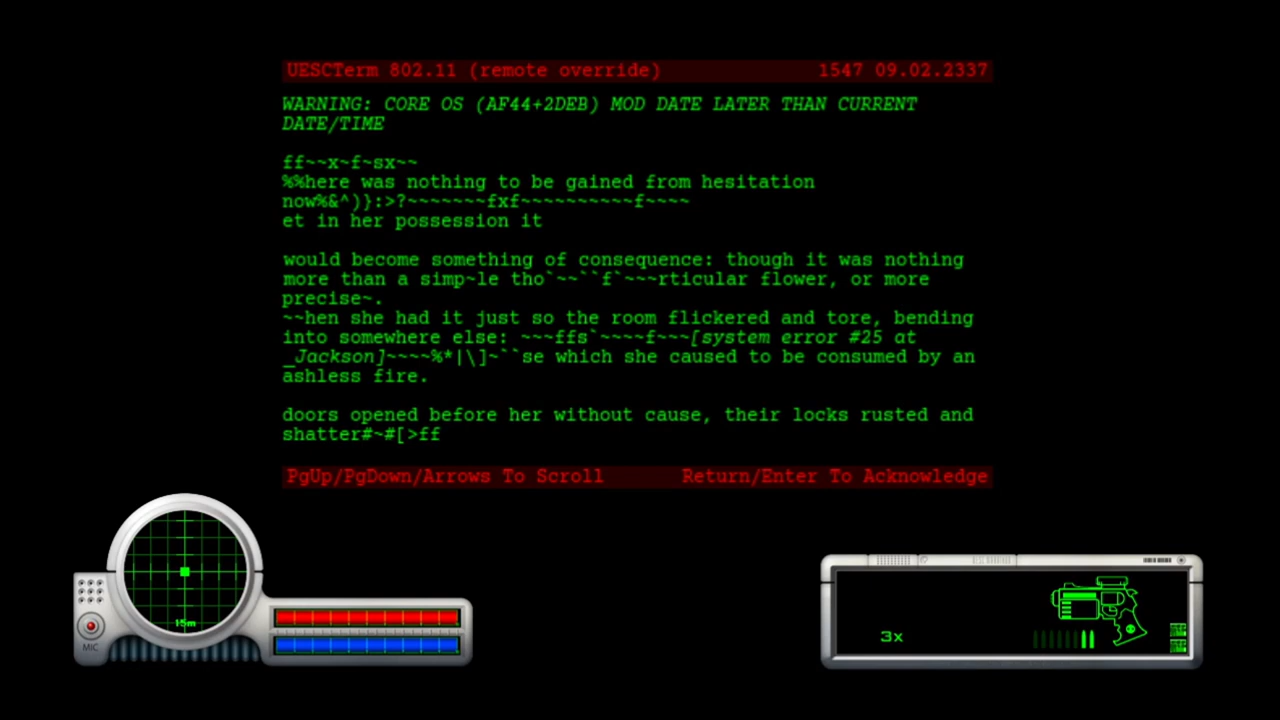 UESCTerm 802.11 (remote override) 1547 09.02.2337
WARNING: CORE OS (AF44+2DEB) MOD DATE LATER THAN CURRENT
DATE/TIME
ff~~x~f~sx~~
%%here was nothing to be gained from hesitation
now%&^)}:>?~~~~~~~fxf~~~~~~~~~~f~~~~
et in her possession it
would become something of consequence: though it was nothing
more than a simp~le tho`~~``f`~~~rticular flower, or more
precise~.
~~hen she had it just so the room flickered and tore, bending
into somewhere else: ~~~ffs`~~~~f~~~[system error #25 at
_Jackson]~~~~%*|\]~``se which she caused to be consumed by an
ashless fire.
doors opened before her without cause, their locks rusted and
shatter#~#[>ff
PgUp/PgDown/Arrows To Scroll Return/Enter To Acknowledge
15m
MIC
3x